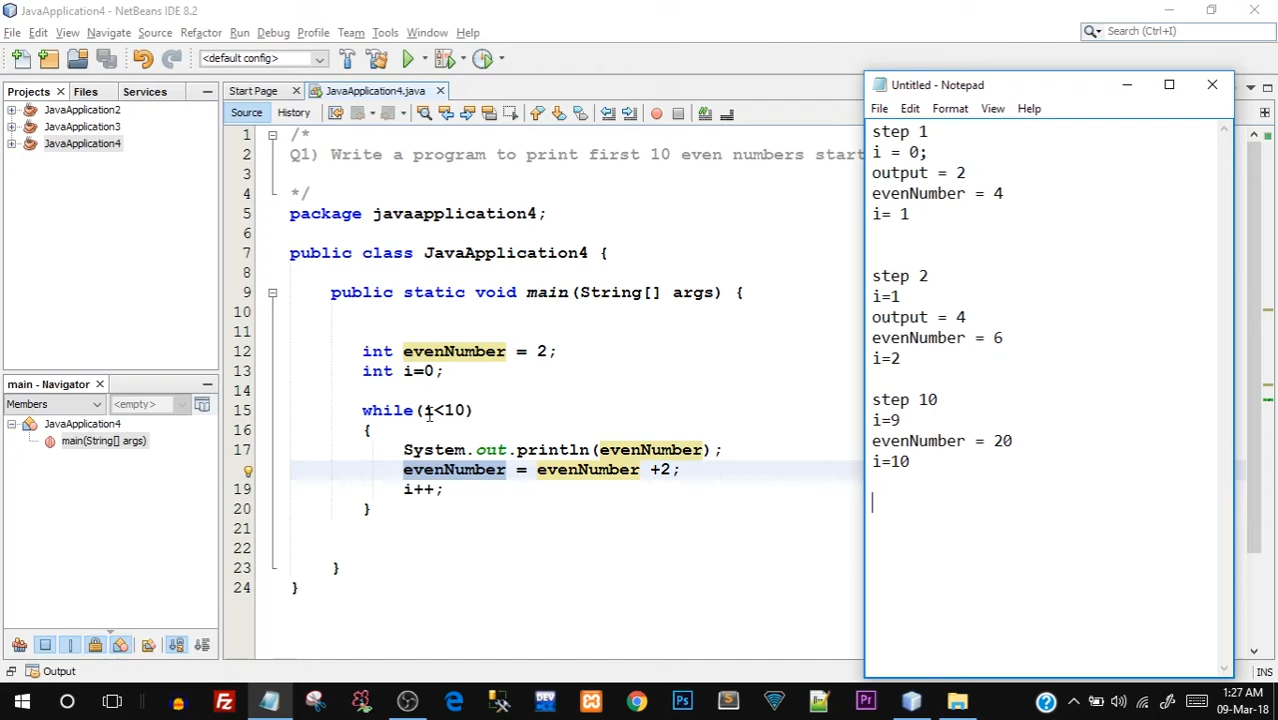 JavaApplication4 - NetBeans IDE 8.2
File Edit View Navigate Source Refactor Run Debug Profile Team Tools Window Help
Search (Ctrl+I)
<default config>
Projects Files Services
JavaApplication2
JavaApplication3
JavaApplication4
main - Navigator
Members <empty>
JavaApplication4
main(String[] args)
Output
Start Page JavaApplication4.java
Source History
1 /*
2 Q1) Write a program to print first 10 even numbers start
3
4 */
5 package javaapplication4;
6
7 public class JavaApplication4 {
8
9 public static void main(String[] args) {
10
11
12 int evenNumber = 2;
13 int i=0;
14
15 while(i<10)
16 {
17 System.out.println(evenNumber);
evenNumber = evenNumber +2;
19 i++;
20 }
21
22
23 }
24 }
Untitled - Notepad
File Edit Format View Help
step 1
i = 0;
output = 2
evenNumber = 4
i= 1
step 2
i=1
output = 4
evenNumber = 6
i=2
step 10
i=9
evenNumber = 20
i=10
INS
1:27 AM
09-Mar-18